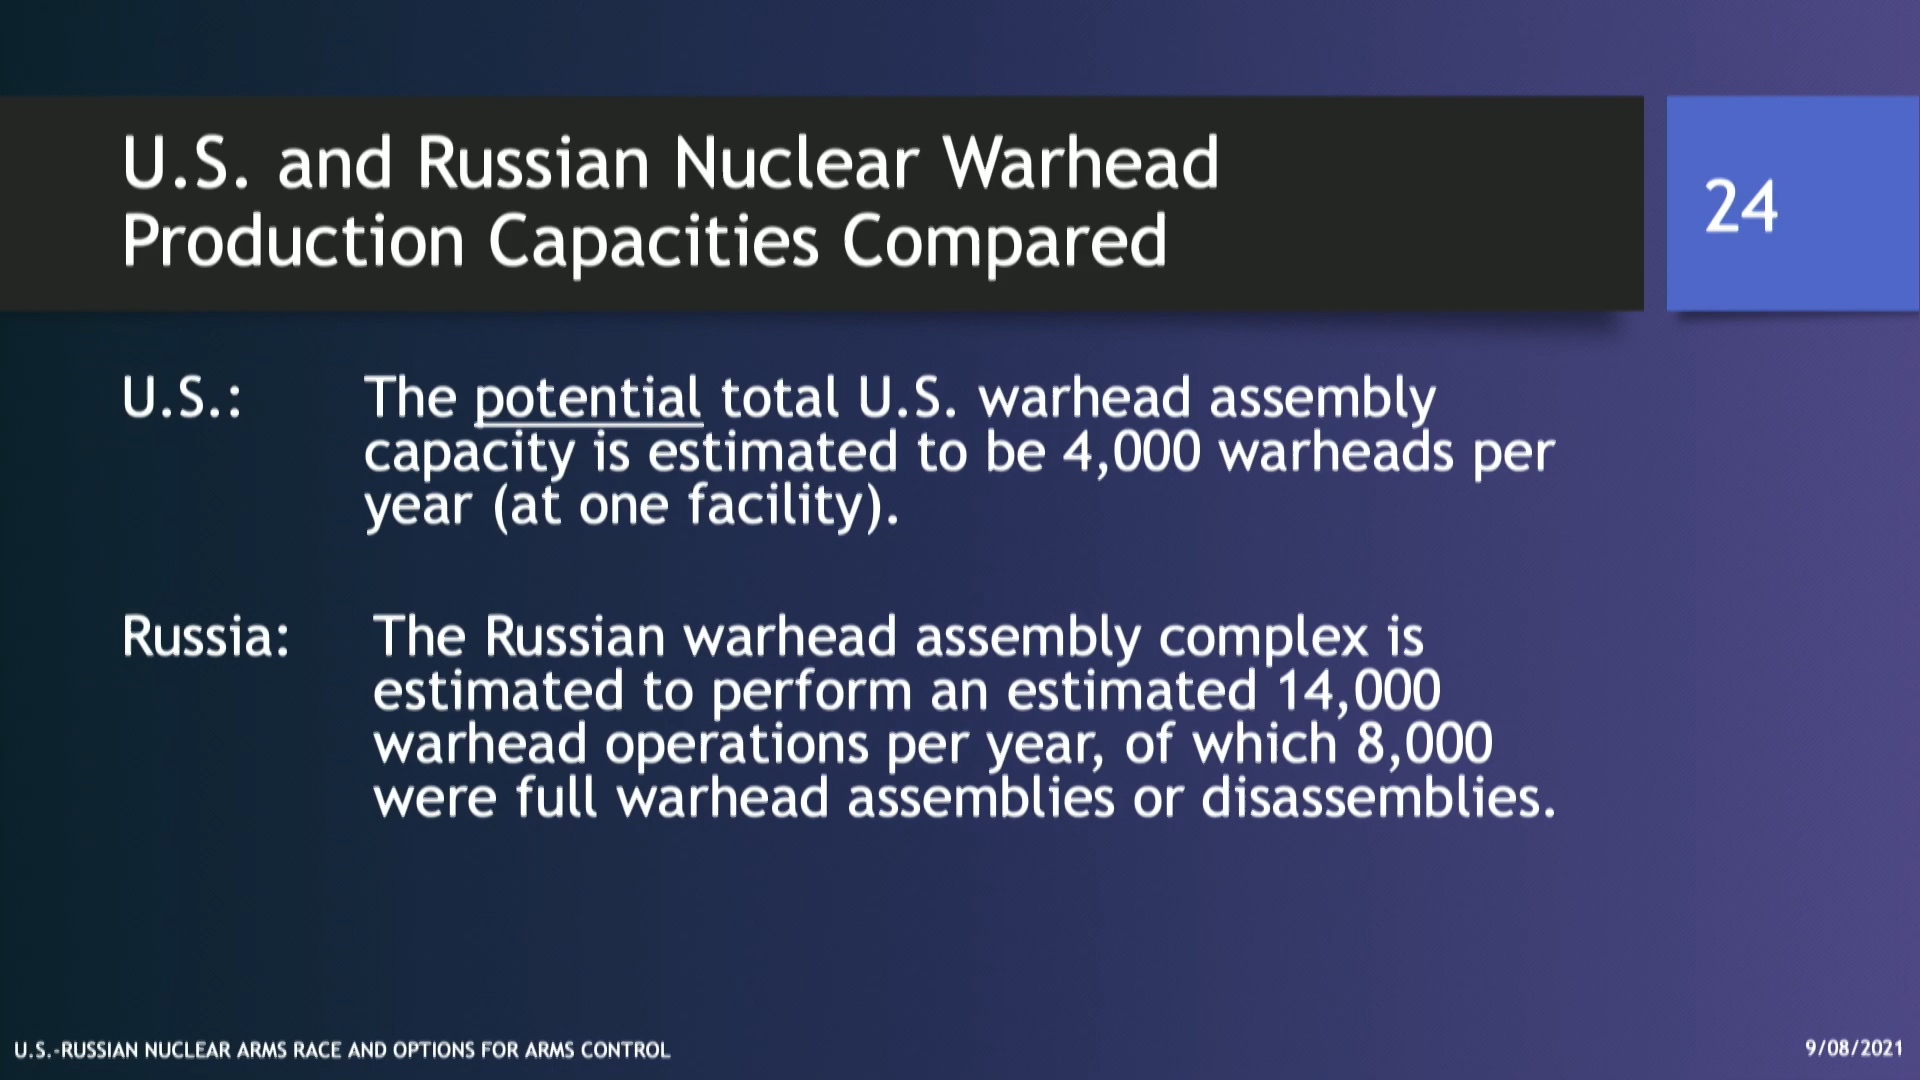 U.S. and Russian Nuclear Warhead
Production Capacities Compared
24
U.S.: The potential total U.S. warhead assembly
capacity is estimated to be 4,000 warheads per
year (at one facility).
Russia: The Russian warhead assembly complex is
estimated to perform an estimated 14,000
warhead operations per year, of which 8,000
were full warhead assemblies or disassemblies.
U.S.-RUSSIAN NUCLEAR ARMS RACE AND OPTIONS FOR ARMS CONTROL
9/08/2021